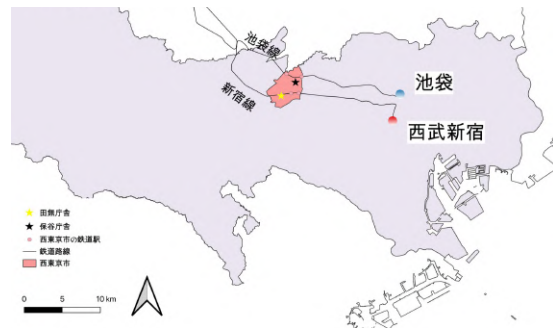 池袋線
新宿線
池袋
西武新宿
田無庁舎
保谷庁舎
西東京市の鉄道駅
鉄道路線
西東京市
0 5 10 km